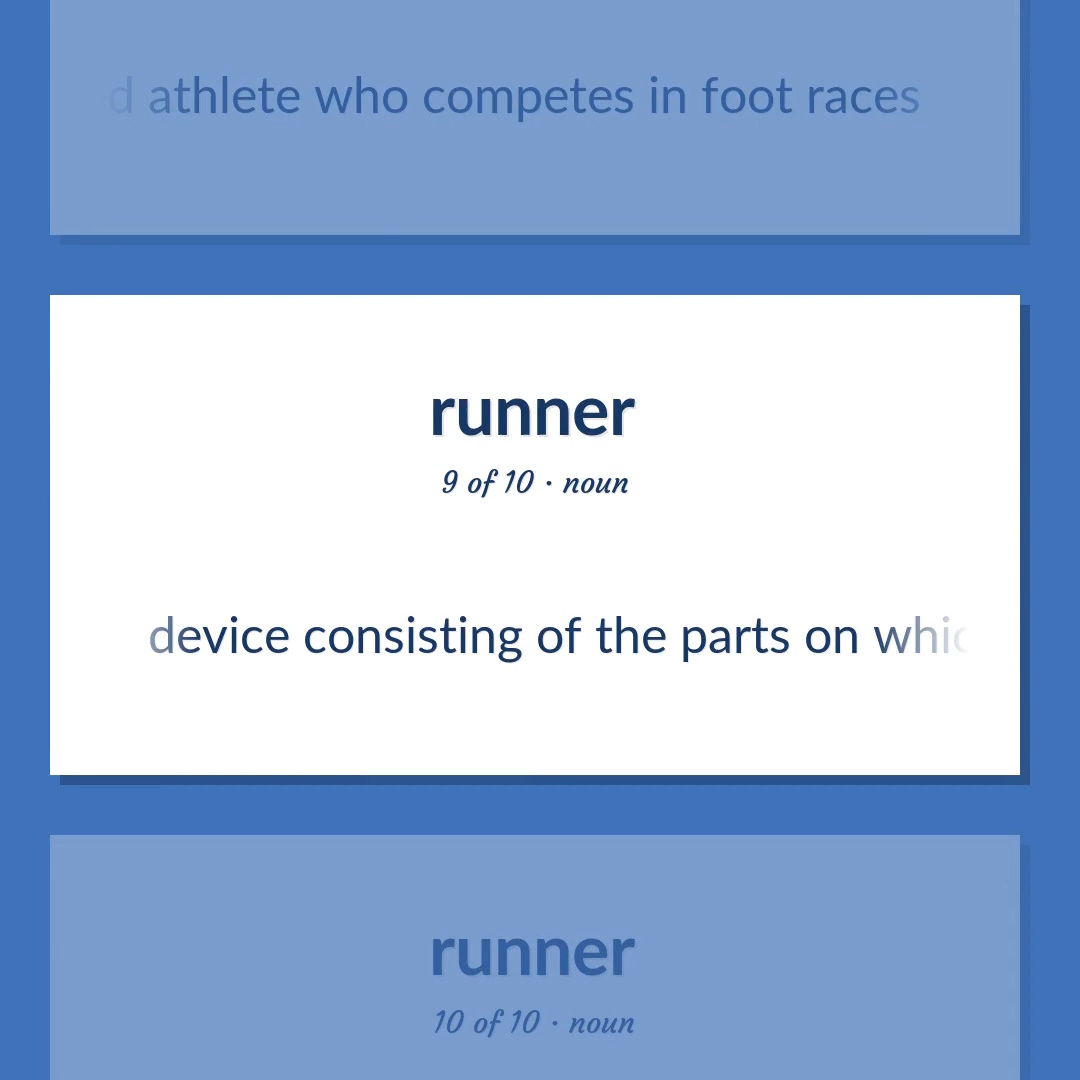 d athlete who competes in foot races
runner
9 of 10 · noun
device consisting of the parts on whic
runner
10 of 10 · noun